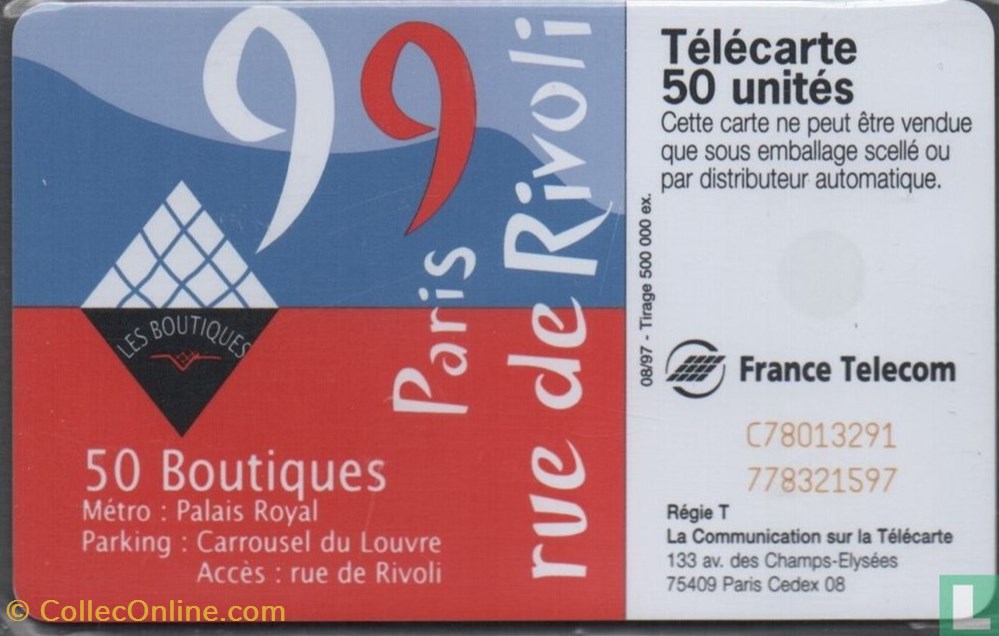 99
Paris
rue de Rivoli
LES BOUTIQUES
50 Boutiques
Métro : Palais Royal
Parking : Carrousel du Louvre
Accès : rue de Rivoli
Télécarte
50 unités
Cette carte ne peut être vendue
que sous emballage scellé ou
par distributeur automatique.
08/97 - Tirage 500 000 ex.
France Telecom
C78013291
778321597
Régie T
La Communication sur la Télécarte
133 av. des Champs-Elysées
75409 Paris Cedex 08
© CollecOnline.com
L